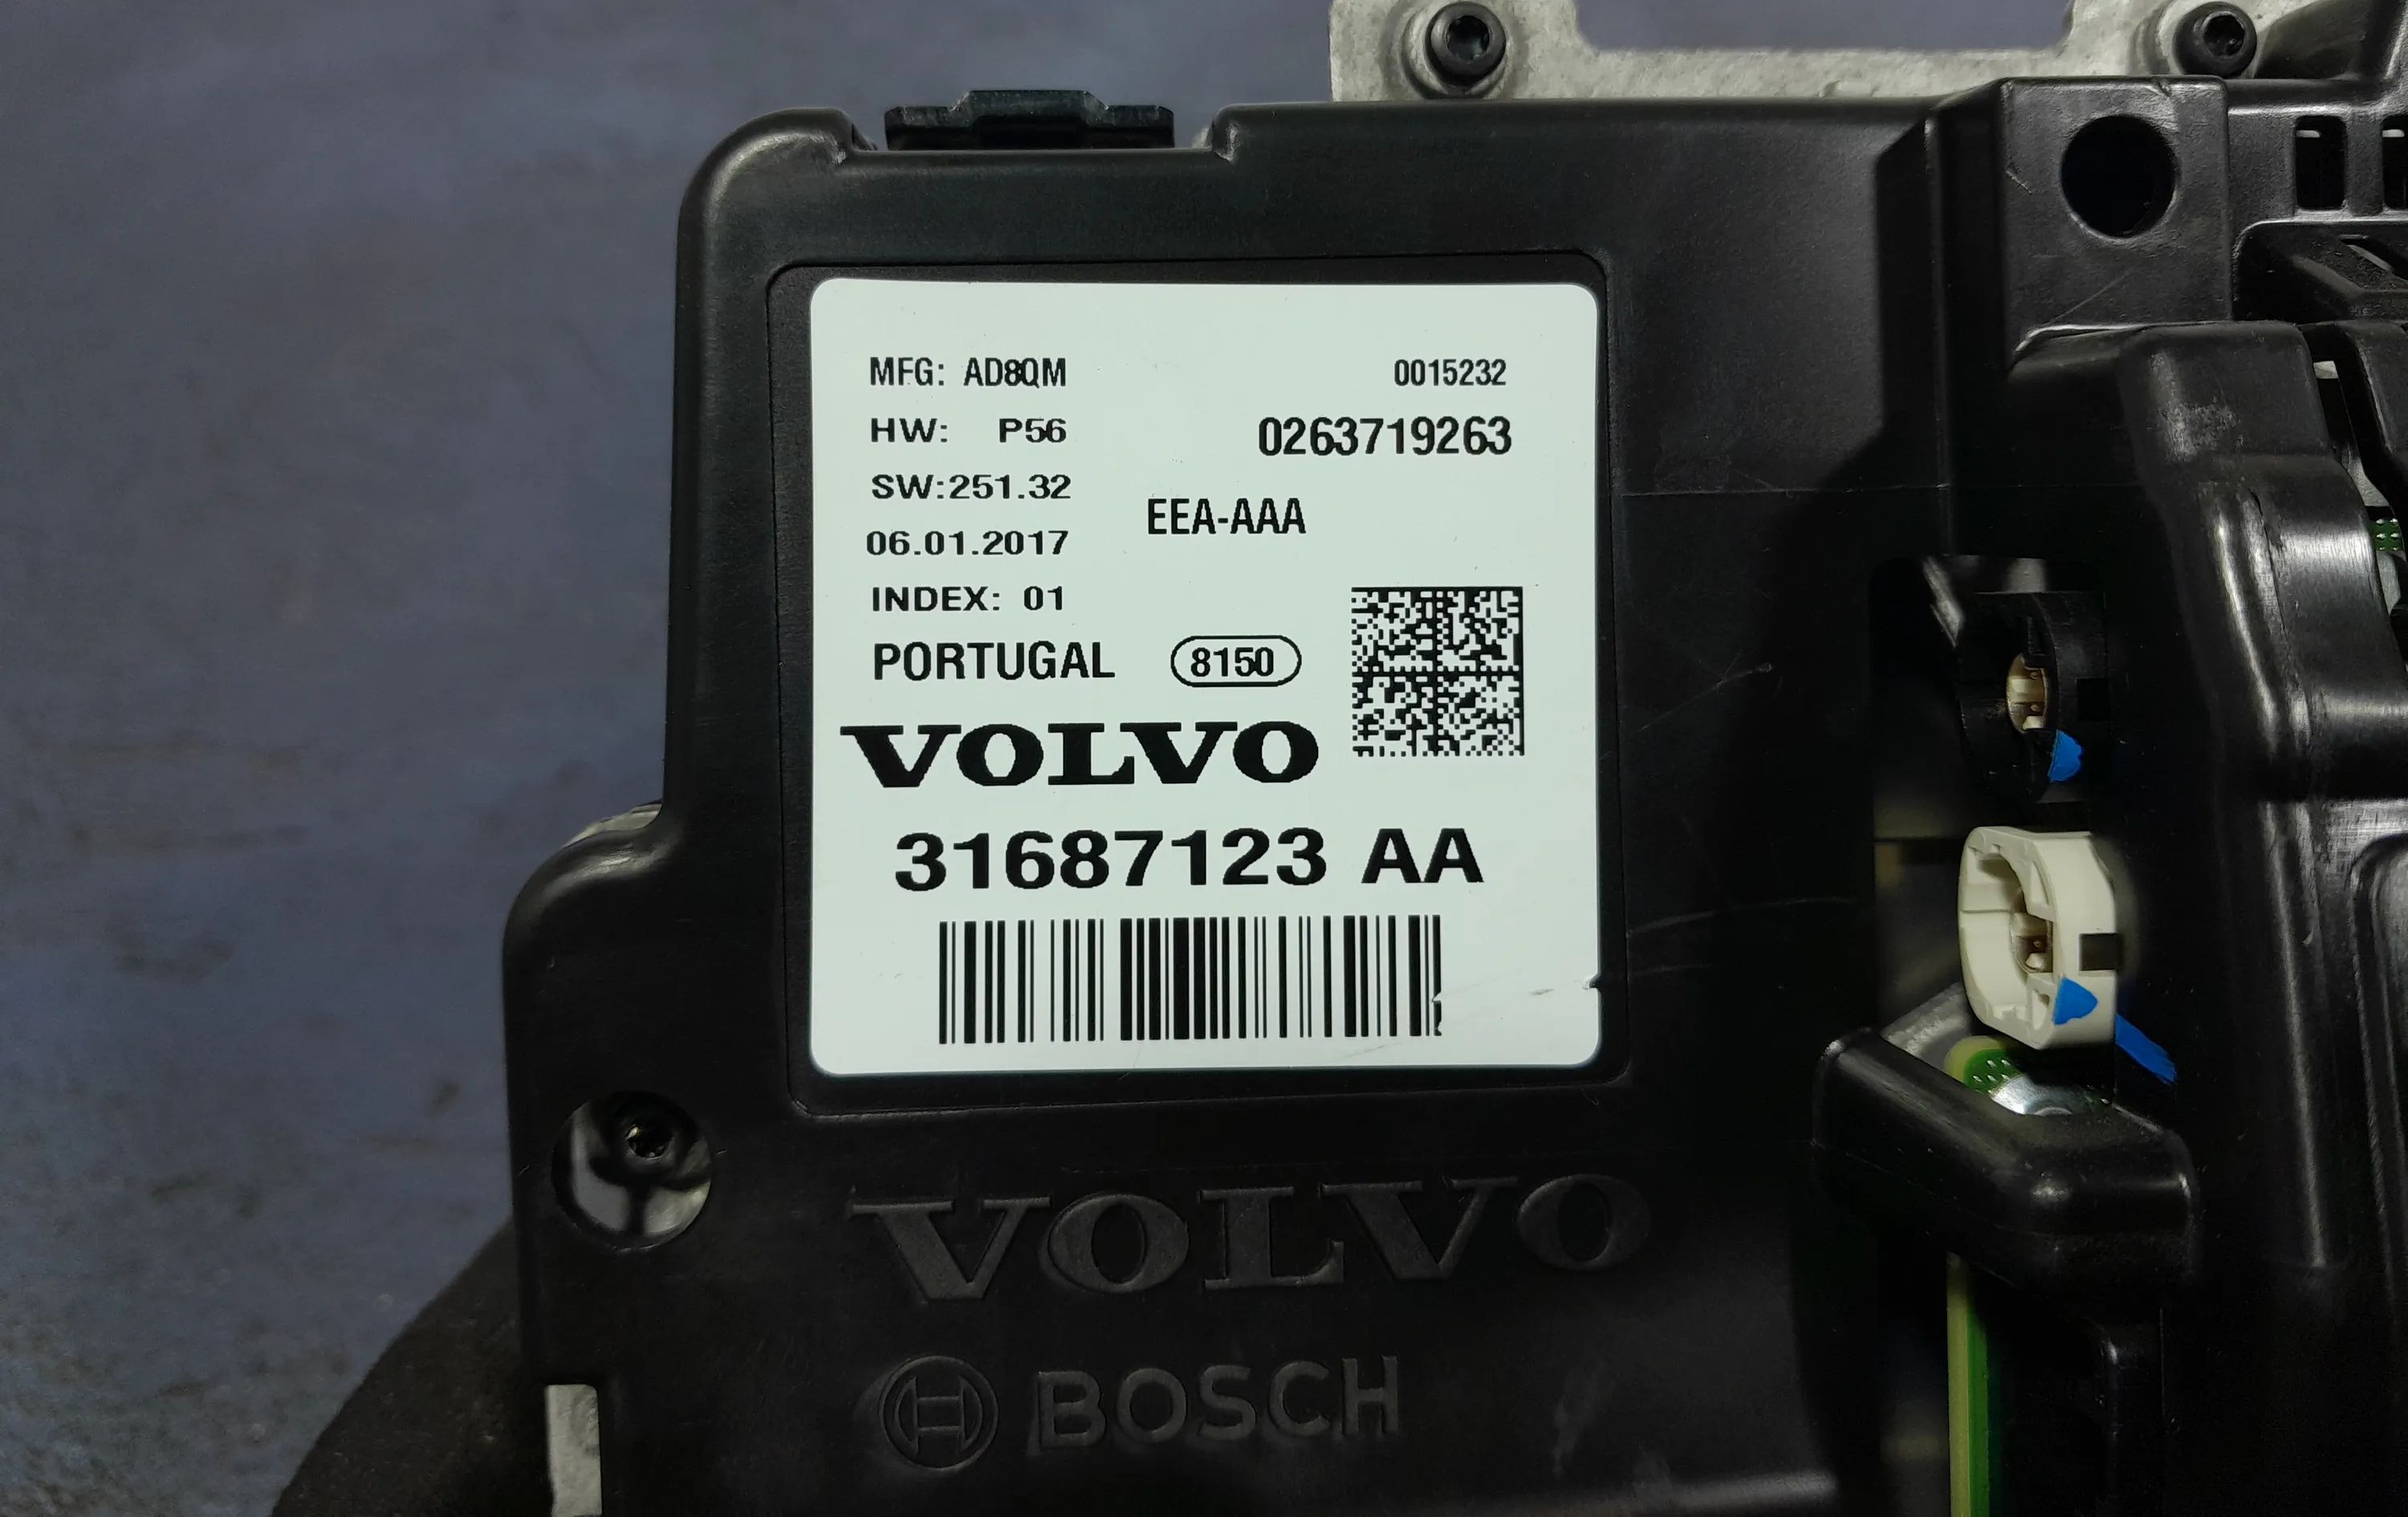 MFG: AD8QM 0015232
HW: P56 0263719263
SW:251.32
EEA-AAA
06.01.2017
INDEX: 01
PORTUGAL 8150
VOLVO
31687123 AA
VOLVO
BOSCH